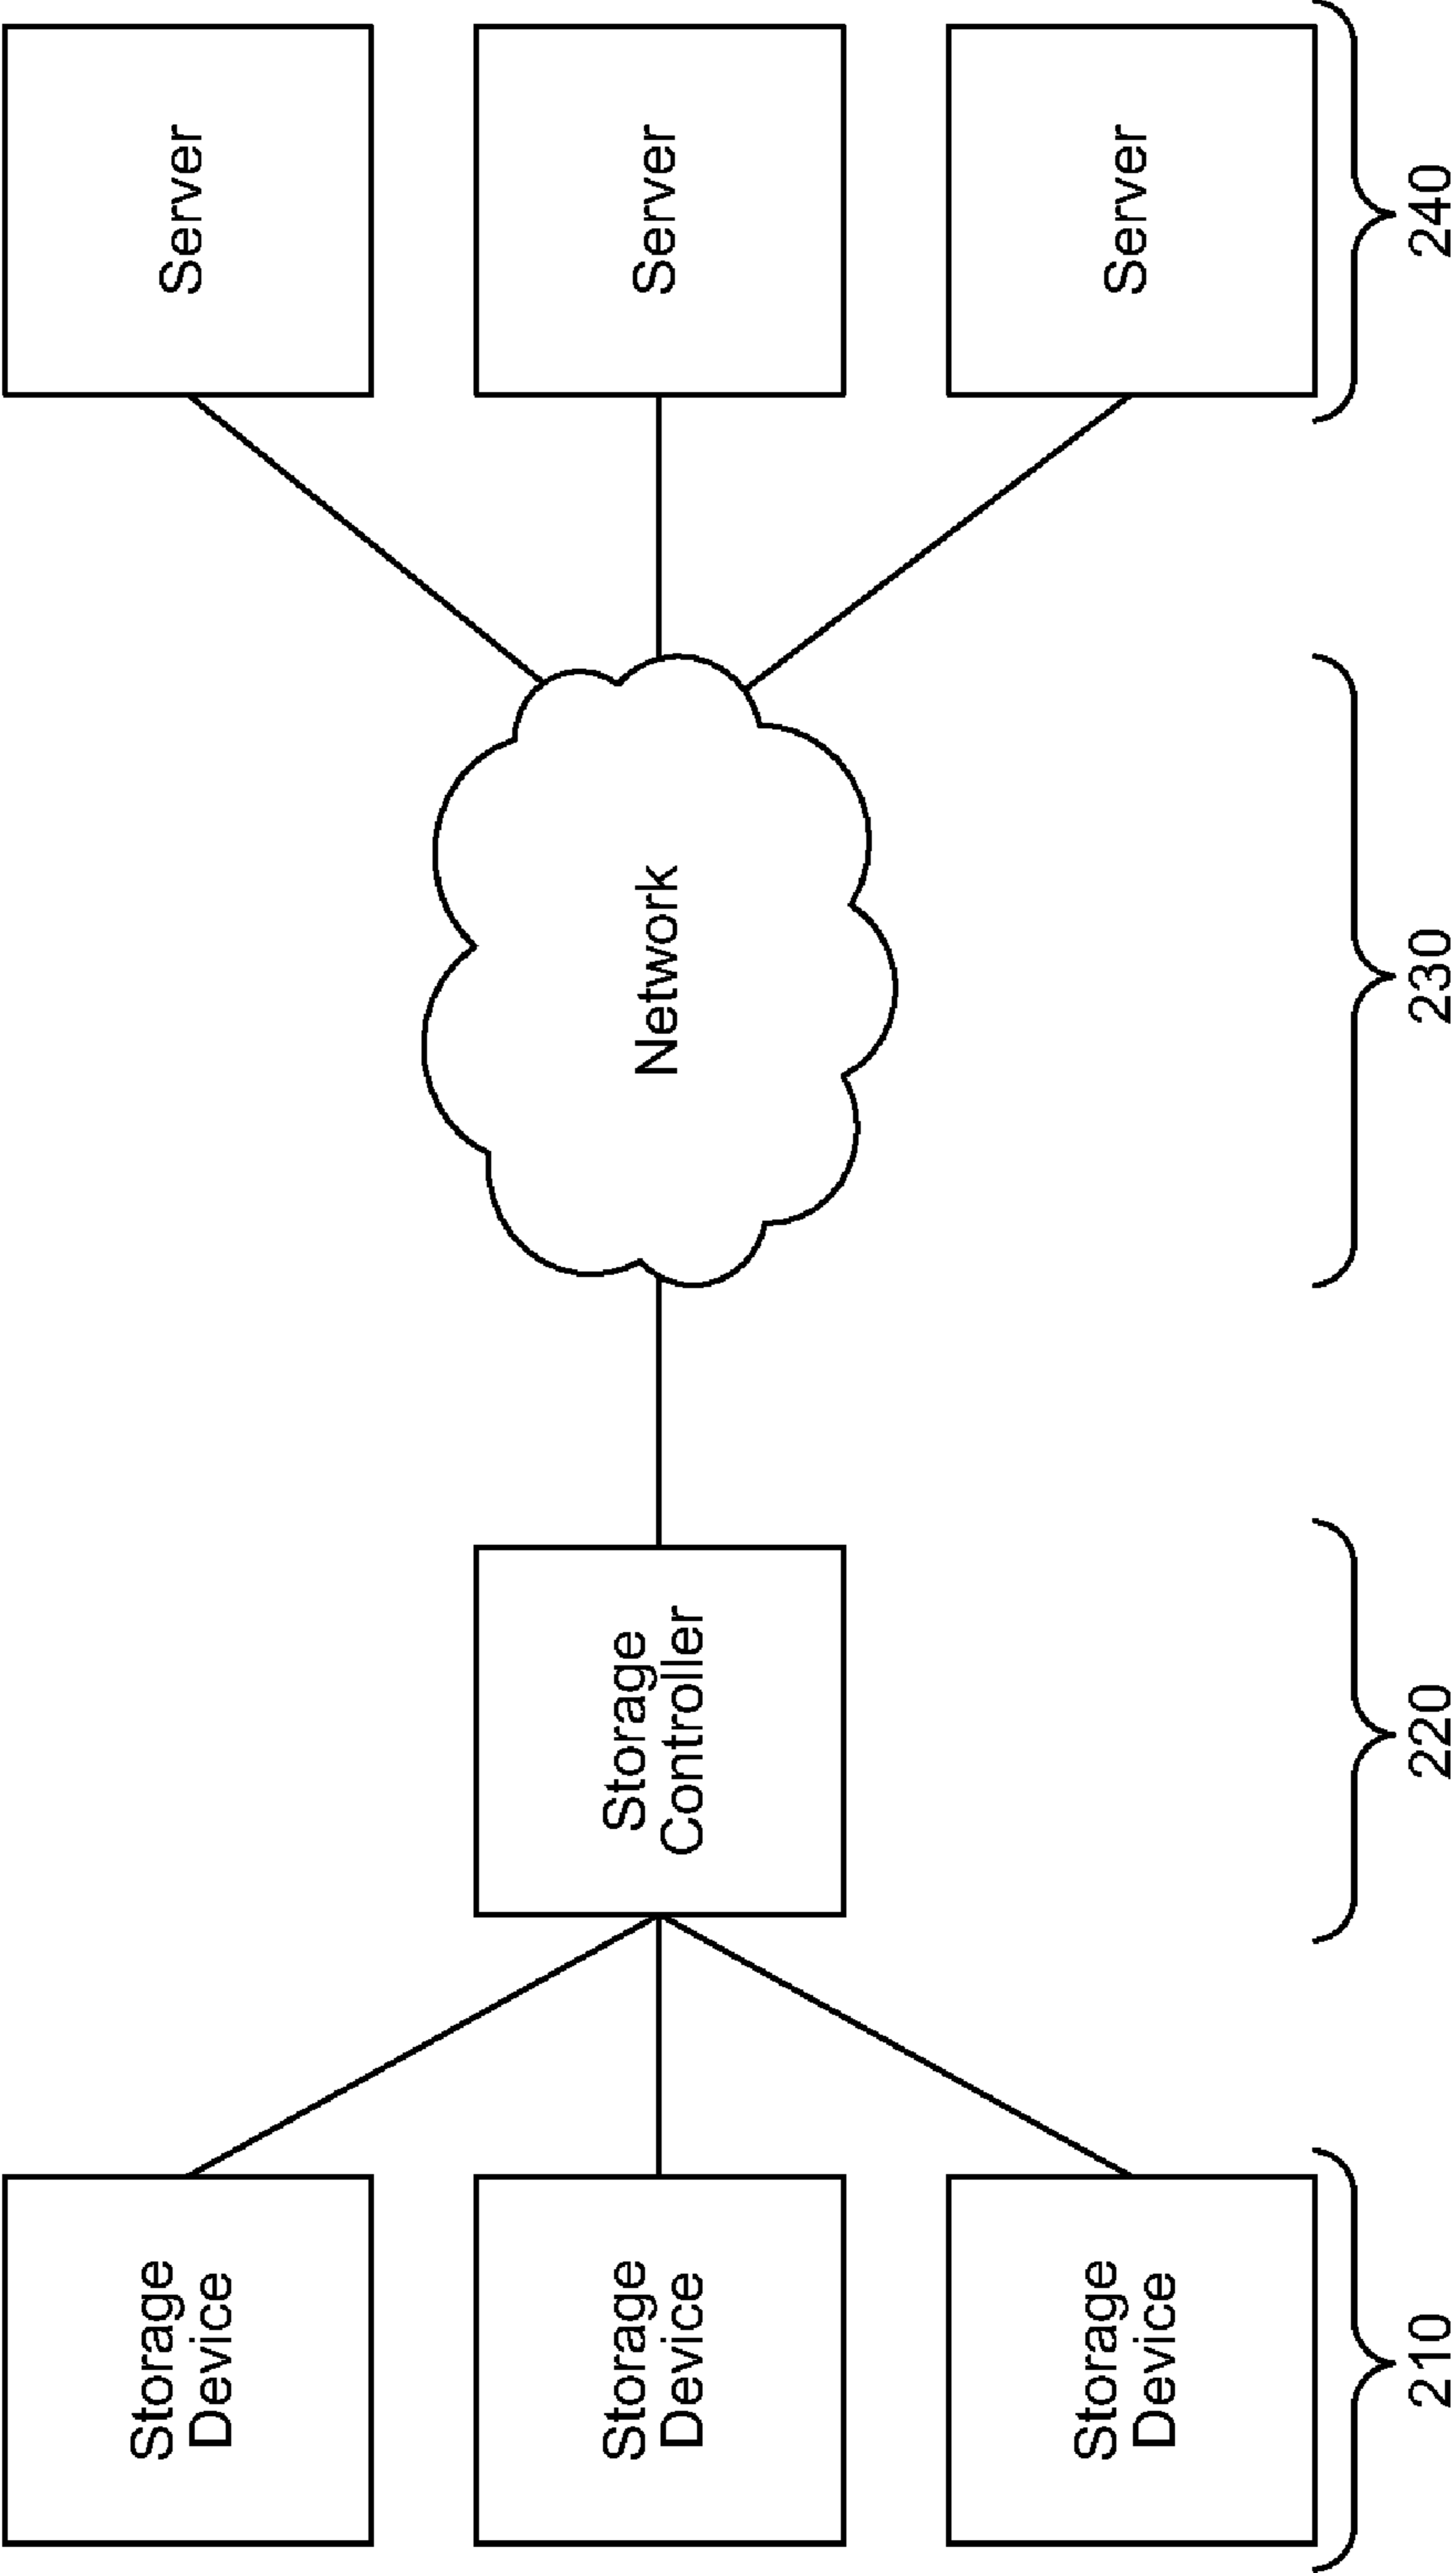 Storage
Device
Storage
Device
Storage
Device
Storage
Controller
Network
Server
Server
Server
210
220
230
240